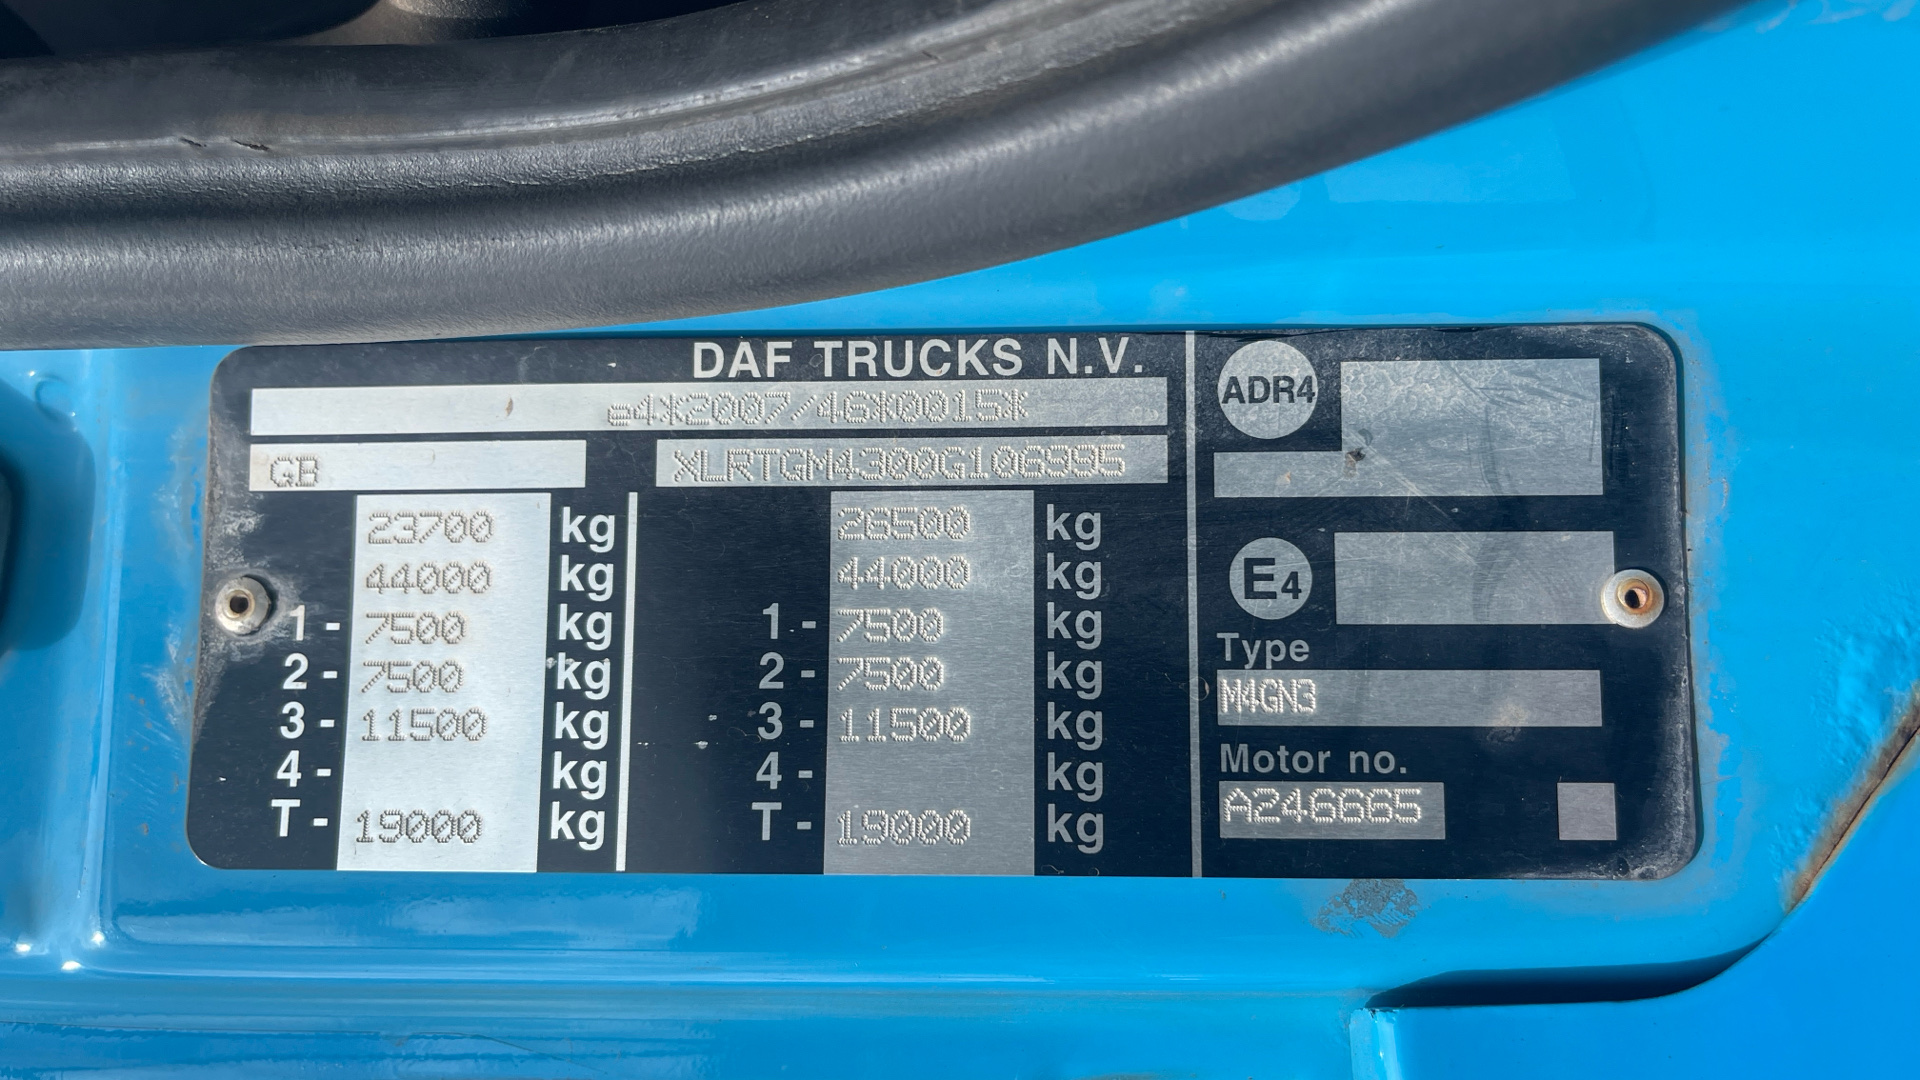 DAF TRUCKS N.V.
e4*2007/46*0015*
GB XLRTGM4300G106995
23700 kg 26500 kg
44000 kg 44000 kg
1 - 7500 kg 1 - 7500 kg
2 - 7500 kg 2 - 7500 kg
3 - 11500 kg 3 - 11500 kg
4 - kg 4 - kg
T - 19000 kg T - 19000 kg
ADR4
E4
Type
M4GN3
Motor no.
A246665